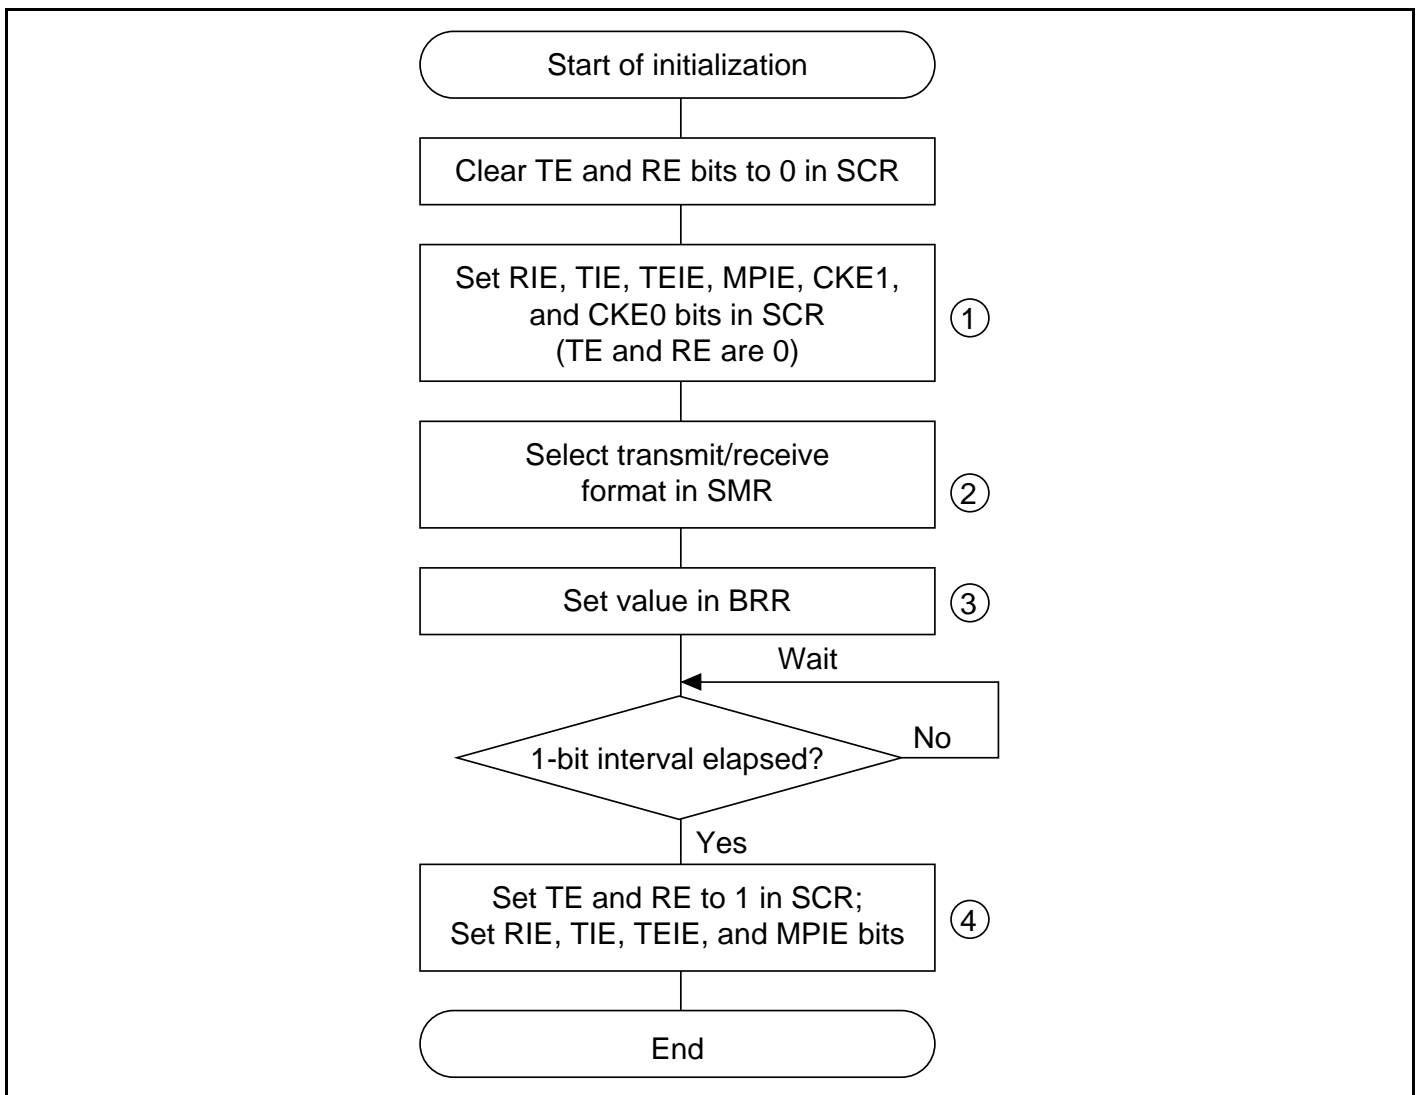 Start of initialization
Clear TE and RE bits to 0 in SCR
Set RIE, TIE, TEIE, MPIE, CKE1,
and CKE0 bits in SCR
(TE and RE are 0)
1
Select transmit/receive
format in SMR
2
Set value in BRR
3
Wait
No
1-bit interval elapsed?
Yes
Set TE and RE to 1 in SCR;
Set RIE, TIE, TEIE, and MPIE bits
4
End